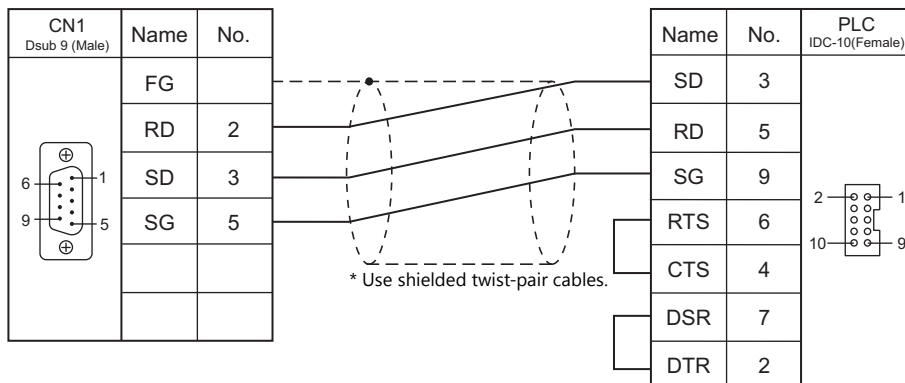 CN1
Dsub 9 (Male)
Name
No.
FG
RD
2
SD
3
SG
5
6
1
9
5
* Use shielded twist-pair cables.
Name
No.
PLC
IDC-10(Female)
SD
3
RD
5
SG
9
RTS
6
CTS
4
DSR
7
DTR
2
2
1
10
9